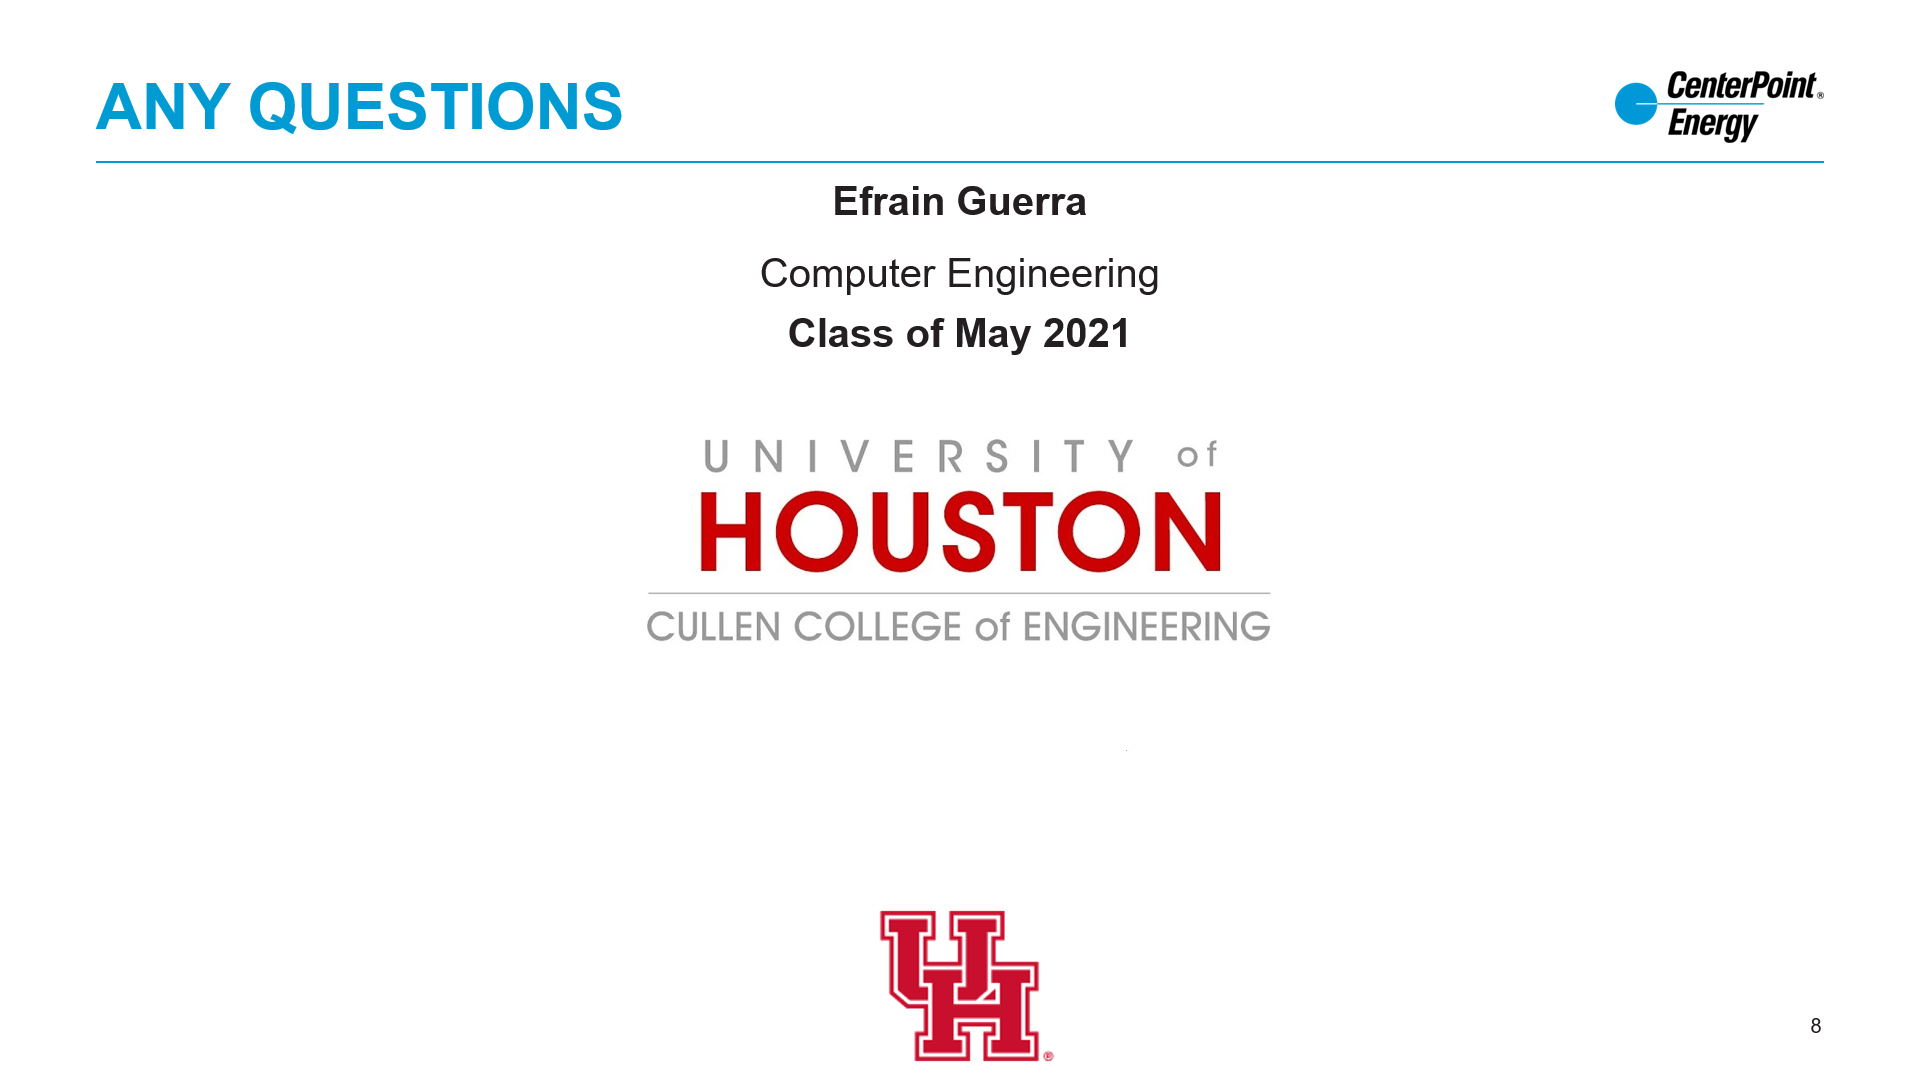 ANY QUESTIONS
CenterPoint®
Energy
Efrain Guerra
Computer Engineering
Class of May 2021
UNIVERSITY of
HOUSTON
CULLEN COLLEGE of ENGINEERING
UH®
8